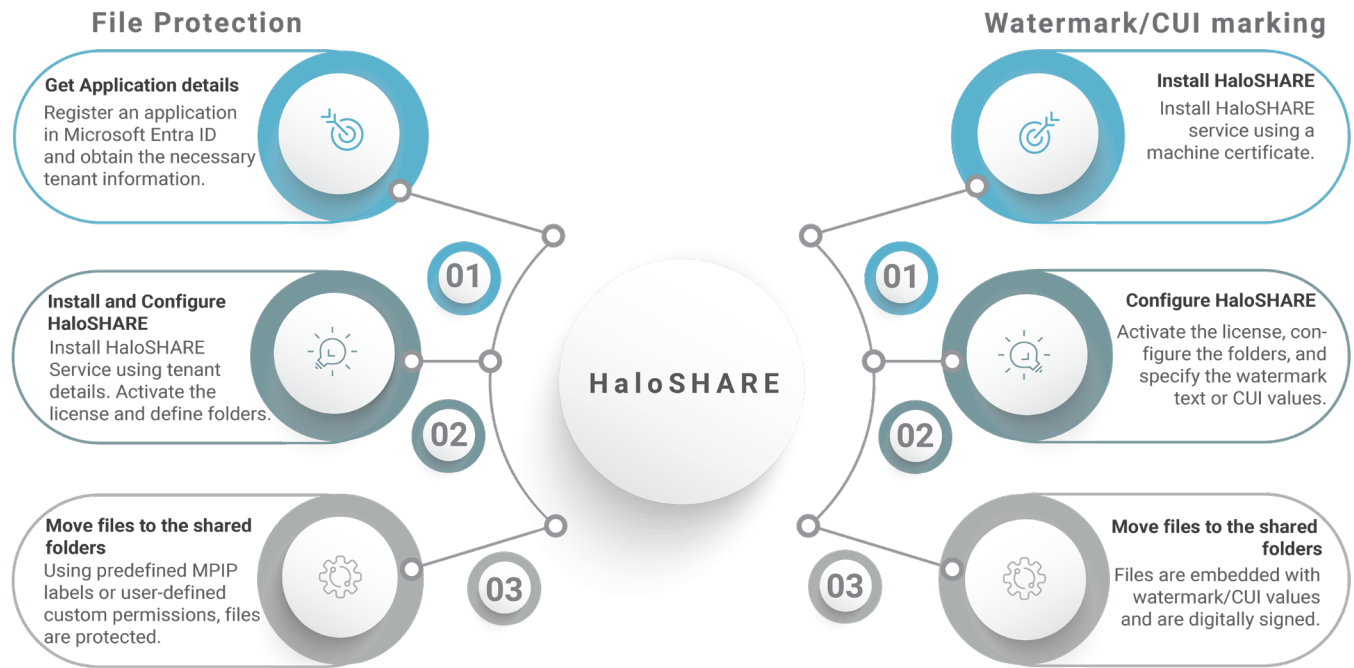 File Protection
Get Application details
Register an application
in Microsoft Entra ID
and obtain the necessary
tenant information.
01
Install and Configure
HaloSHARE
Install HaloSHARE
Service using tenant
details. Activate the
license and define folders.
02
Move files to the shared
folders
Using predefined MPIP
labels or user-defined
custom permissions, files
are protected.
03
HaloSHARE
Watermark/CUI marking
Install HaloSHARE
Install HaloSHARE
service using a
machine certificate.
01
Configure HaloSHARE
Activate the license, con-
figure the folders, and
specify the watermark
text or CUI values.
02
Move files to the shared
folders
Files are embedded with
watermark/CUI values
and are digitally signed.
03